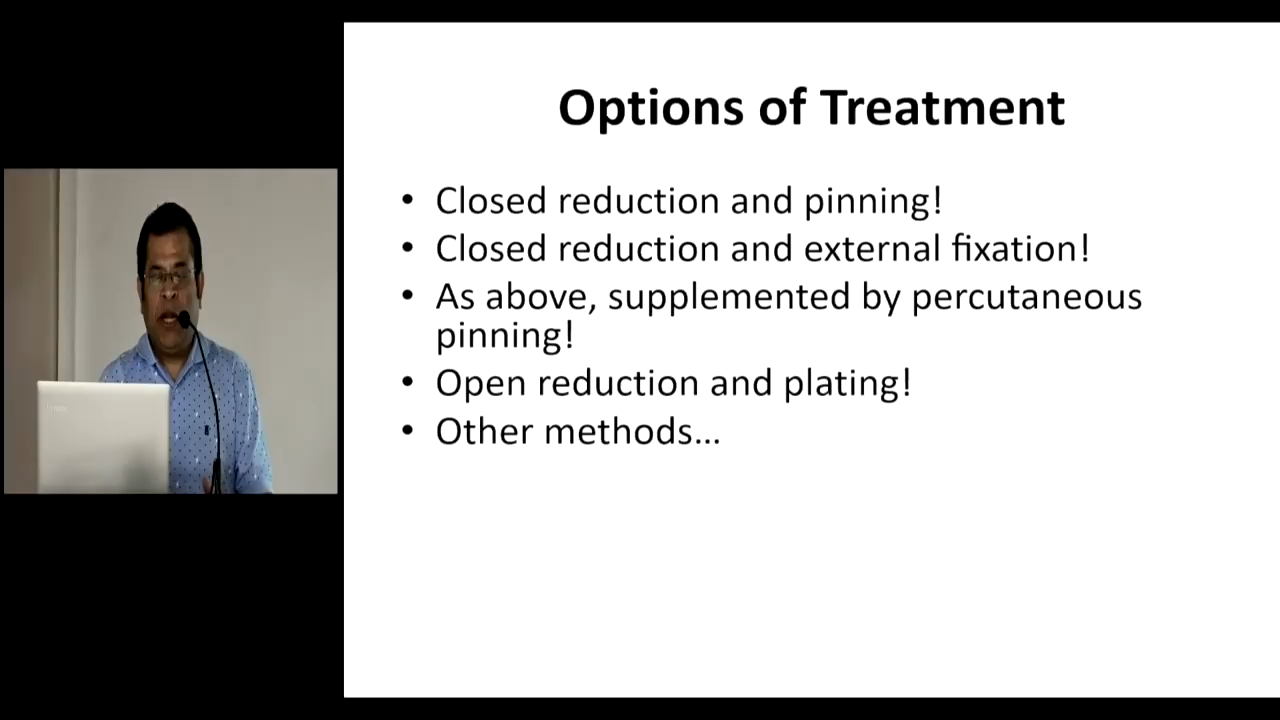 Options of Treatment
• Closed reduction and pinning!
• Closed reduction and external fixation!
• As above, supplemented by percutaneous
pinning!
• Open reduction and plating!
• Other methods...